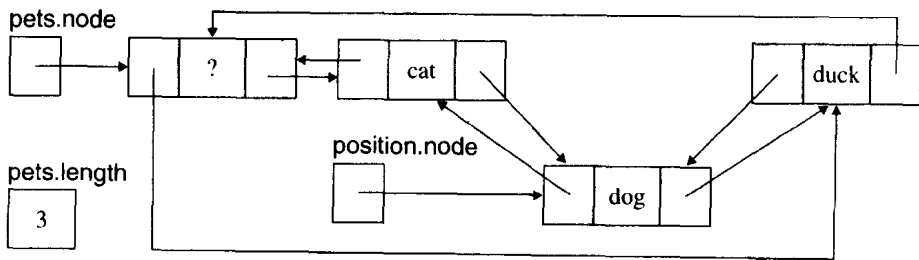 pets.node
?
cat
duck
position.node
pets.length
dog
3